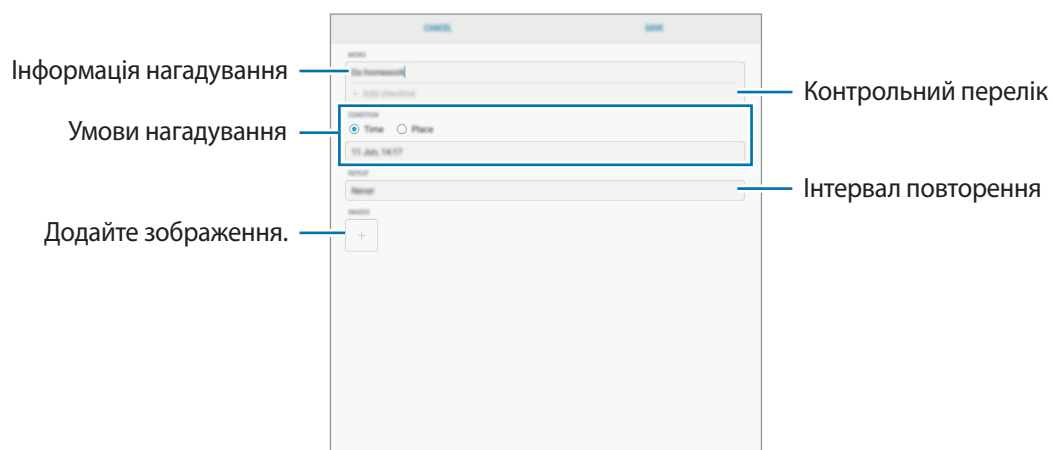 CANCEL
SAVE
MEMO
Інформація нагадування
Do homework
+ Add checklist
Контрольний перелік
CONDITION
Умови нагадування
Time
Place
11 Jun, 14:17
REPEAT
Never
Інтервал повторення
IMAGES
Додайте зображення.
+